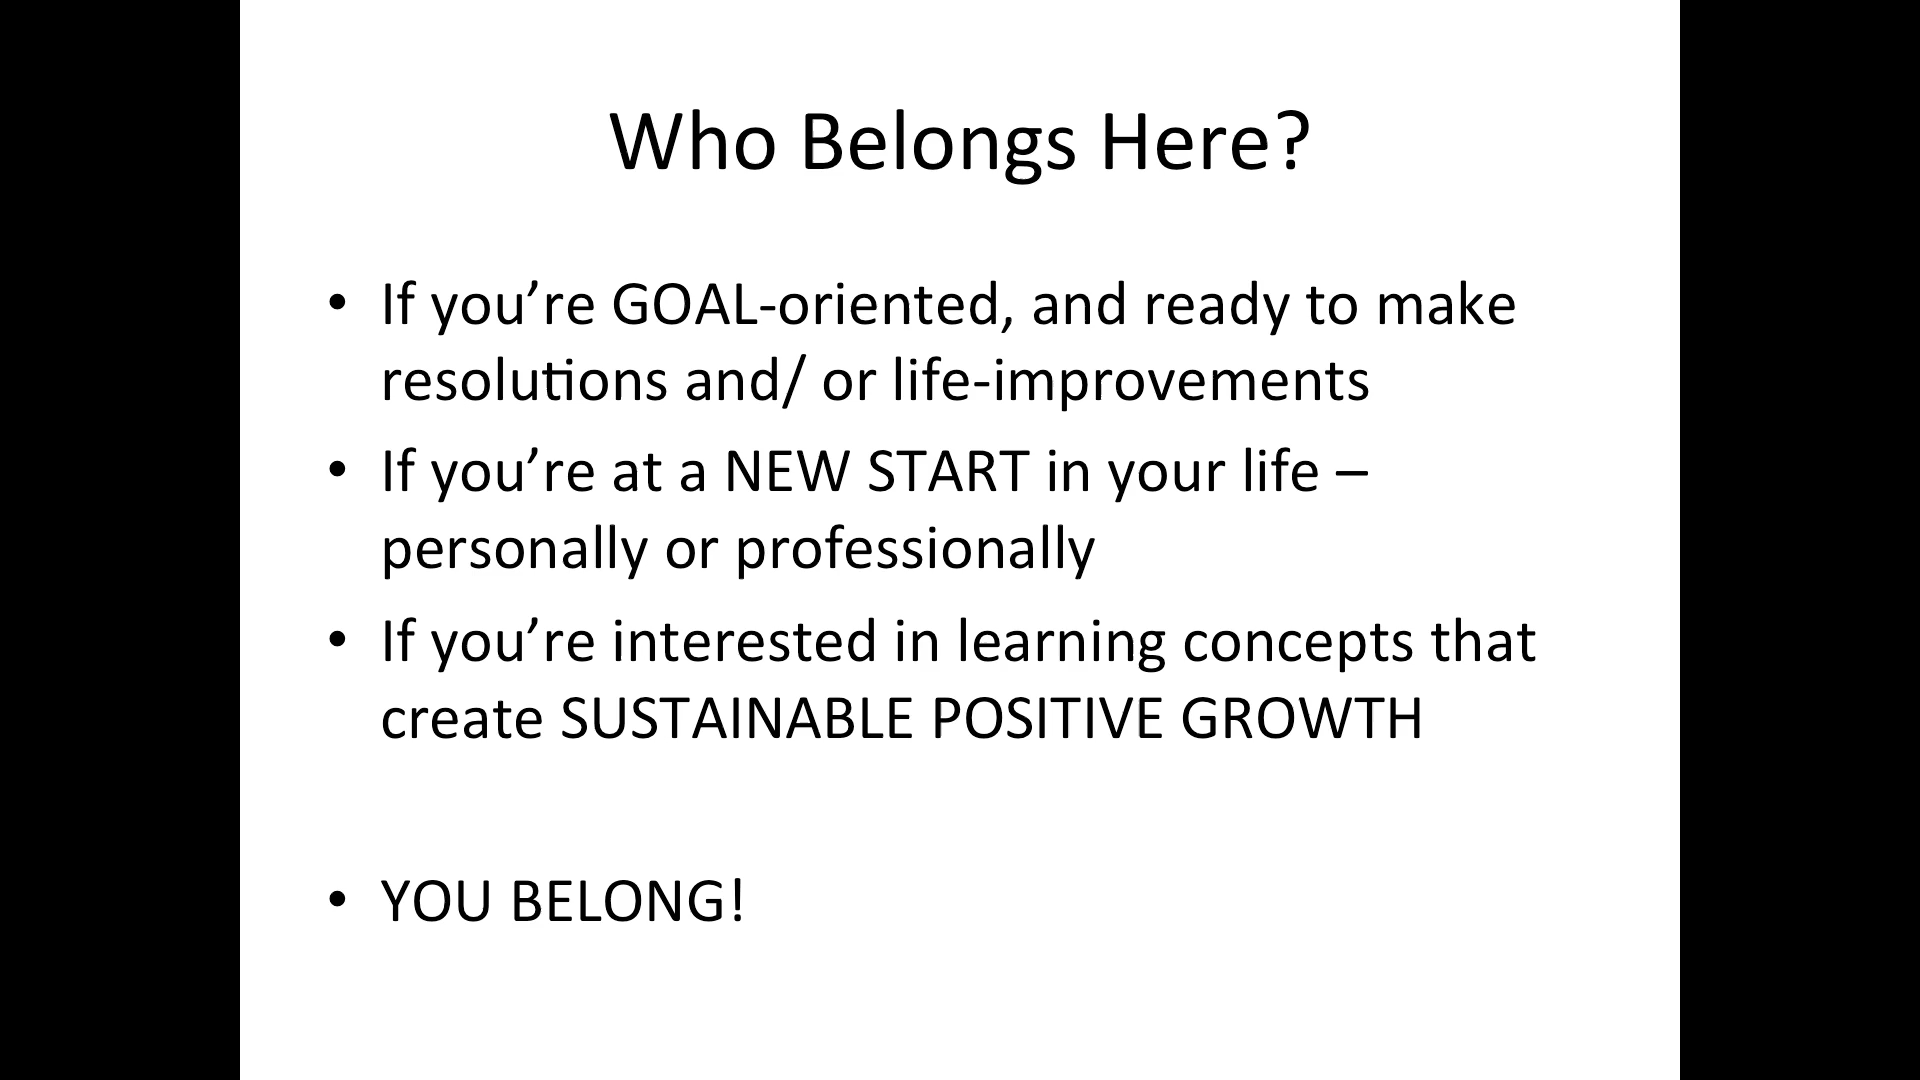 Who Belongs Here?
• If you’re GOAL-oriented, and ready to make
resolutions and/ or life-improvements
• If you’re at a NEW START in your life –
personally or professionally
• If you’re interested in learning concepts that
create SUSTAINABLE POSITIVE GROWTH
• YOU BELONG!